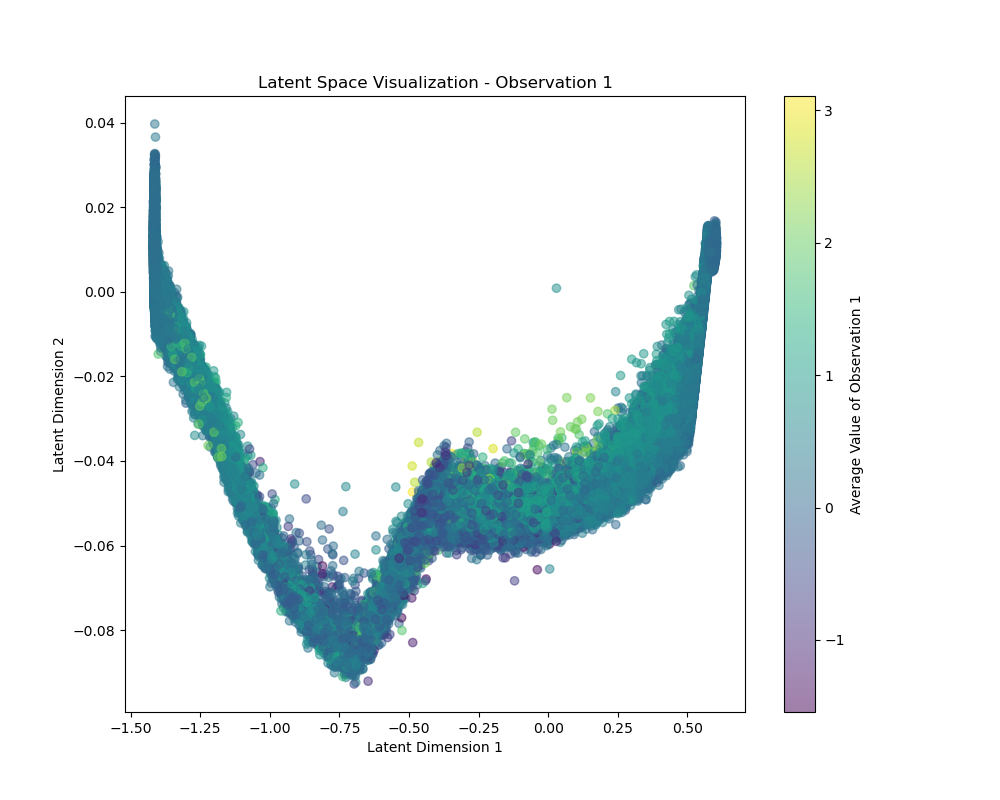 Latent Space Visualization - Observation 1
0.04
0.02
0.00
−0.02
−0.04
−0.06
−0.08
Latent Dimension 2
−1.50 −1.25 −1.00 −0.75 −0.50 −0.25 0.00 0.25 0.50
Latent Dimension 1
3
2
1
0
−1
Average Value of Observation 1